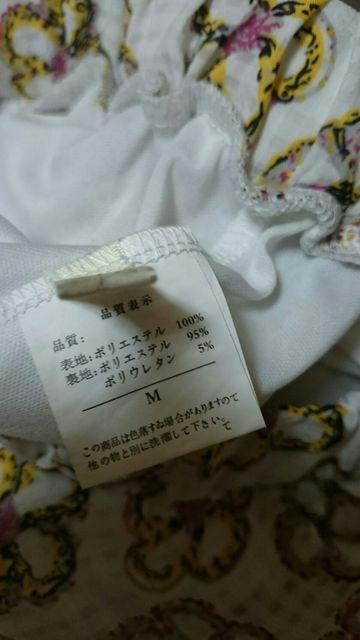 品質表示
品質:
表地:ポリエステル 100%
裏地:ポリエステル 95%
ポリウレタン 5%
M
この商品は色落すゐ場合がありますので
他の物と別に洗濯して下さいて